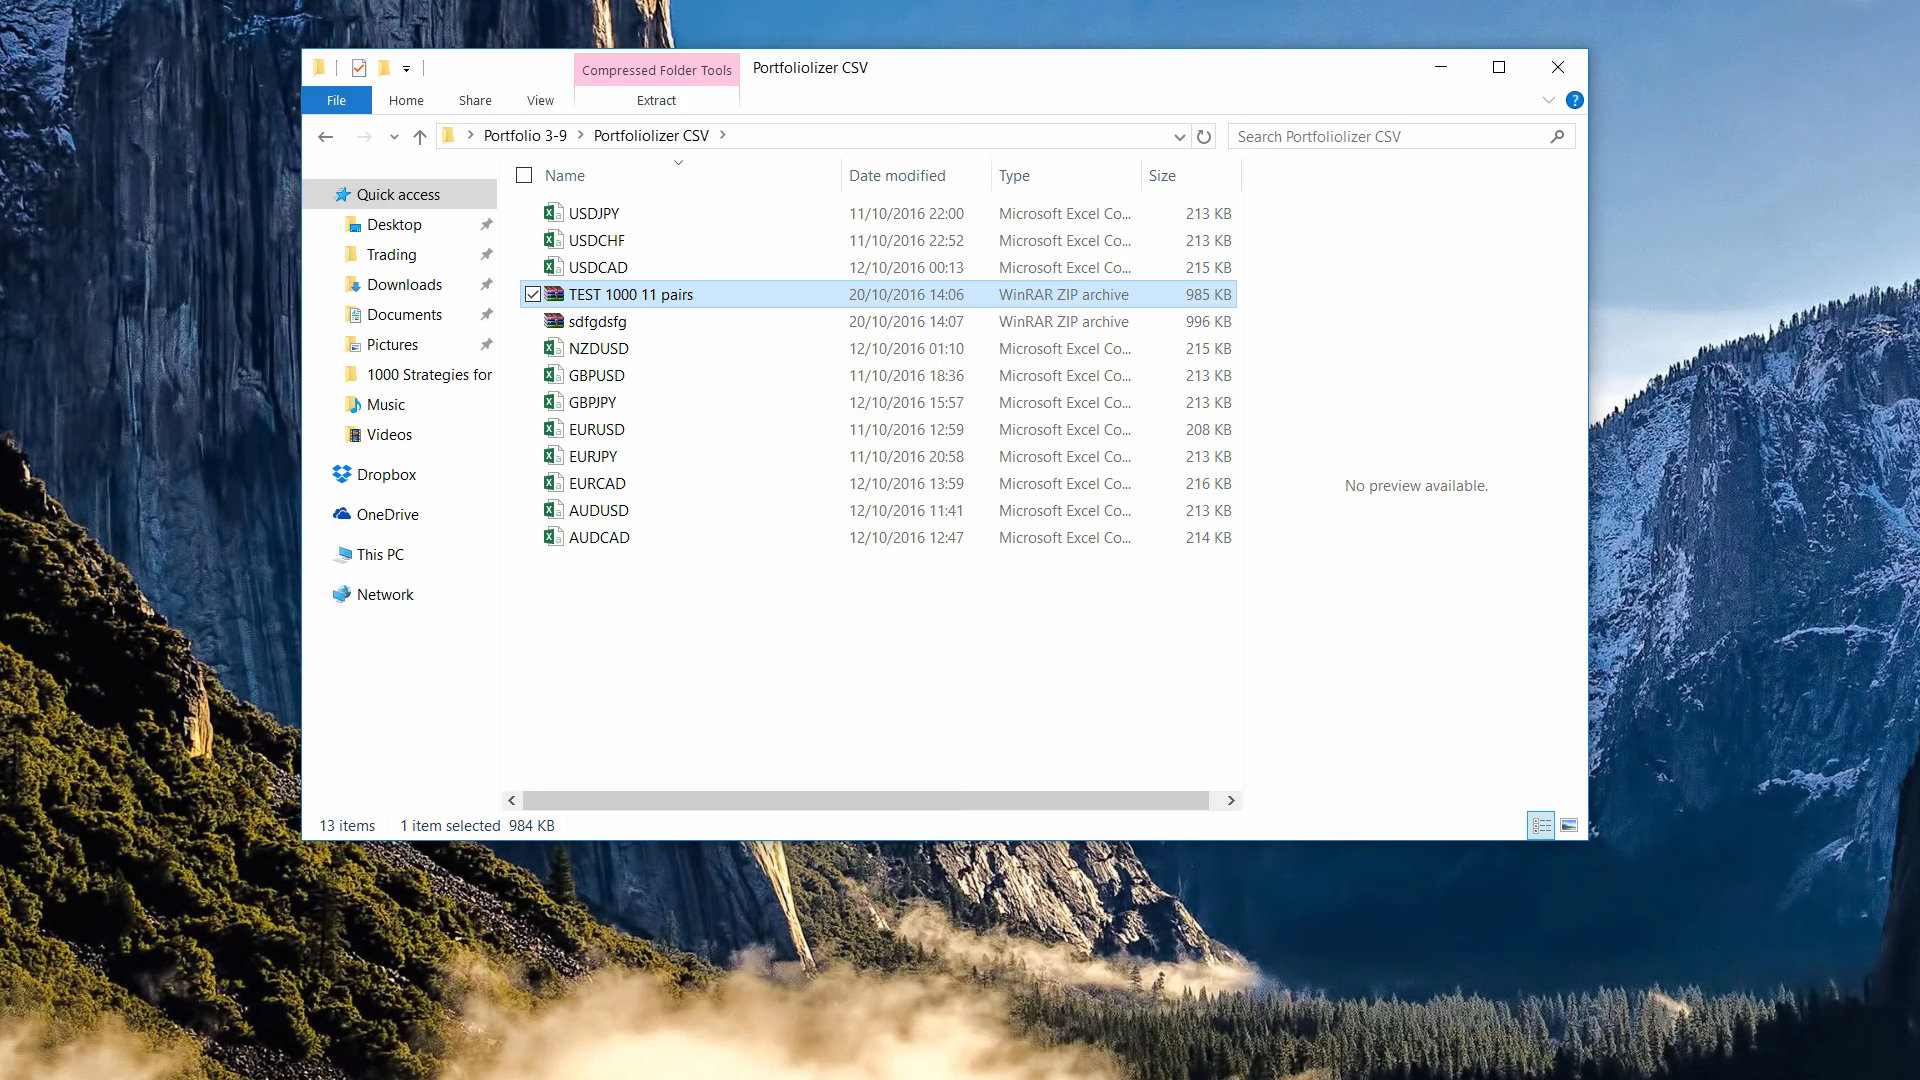 Compressed Folder Tools Portfoliolizer CSV
File Home Share View Extract
Portfolio 3-9 Portfoliolizer CSV Search Portfoliolizer CSV
Name Date modified Type Size
Quick access
Desktop
Trading
Downloads
Documents
Pictures
1000 Strategies for
Music
Videos
Dropbox
OneDrive
This PC
Network
USDJPY 11/10/2016 22:00 Microsoft Excel Co... 213 KB
USDCHF 11/10/2016 22:52 Microsoft Excel Co... 213 KB
USDCAD 12/10/2016 00:13 Microsoft Excel Co... 215 KB
TEST 1000 11 pairs 20/10/2016 14:06 WinRAR ZIP archive 985 KB
sdfgdsfg 20/10/2016 14:07 WinRAR ZIP archive 996 KB
NZDUSD 12/10/2016 01:10 Microsoft Excel Co... 215 KB
GBPUSD 11/10/2016 18:36 Microsoft Excel Co... 213 KB
GBPJPY 12/10/2016 15:57 Microsoft Excel Co... 213 KB
EURUSD 11/10/2016 12:59 Microsoft Excel Co... 208 KB
EURJPY 11/10/2016 20:58 Microsoft Excel Co... 213 KB
EURCAD 12/10/2016 13:59 Microsoft Excel Co... 216 KB
AUDUSD 12/10/2016 11:41 Microsoft Excel Co... 213 KB
AUDCAD 12/10/2016 12:47 Microsoft Excel Co... 214 KB
No preview available.
13 items 1 item selected 984 KB